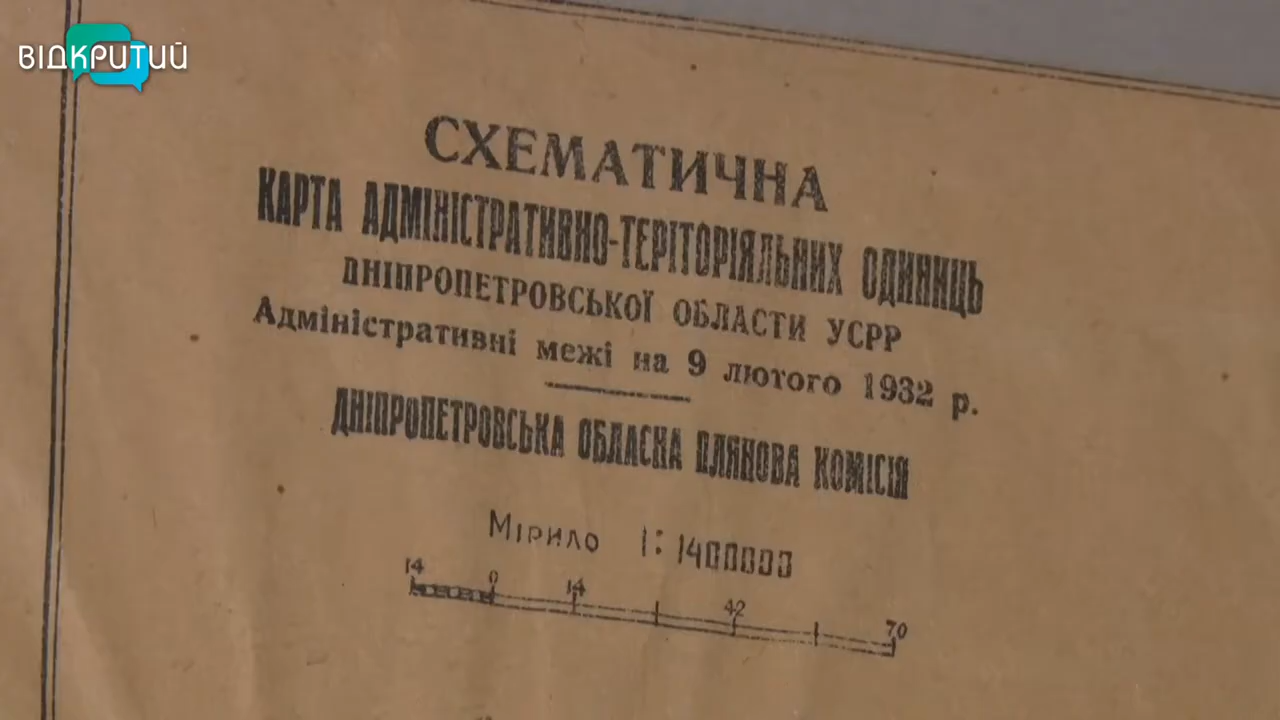 ВІДКРИТИЙ
СХЕМАТИЧНА
КАРТА АДМІНІСТРАТИВНО-ТЕРІТОРІЯЛЬНИХ ОДИНИЦЬ
ДНІПРОПЕТРОВСЬКОЇ ОБЛАСТИ УСРР
Адміністративні межі на 9 лютого 1932 р.
ДНІПРОПЕТРОВСЬКА ОБЛАСНА ПЛЯНОВА КОМІСІЯ
Мірило 1:1400000
14 0 14 42 70